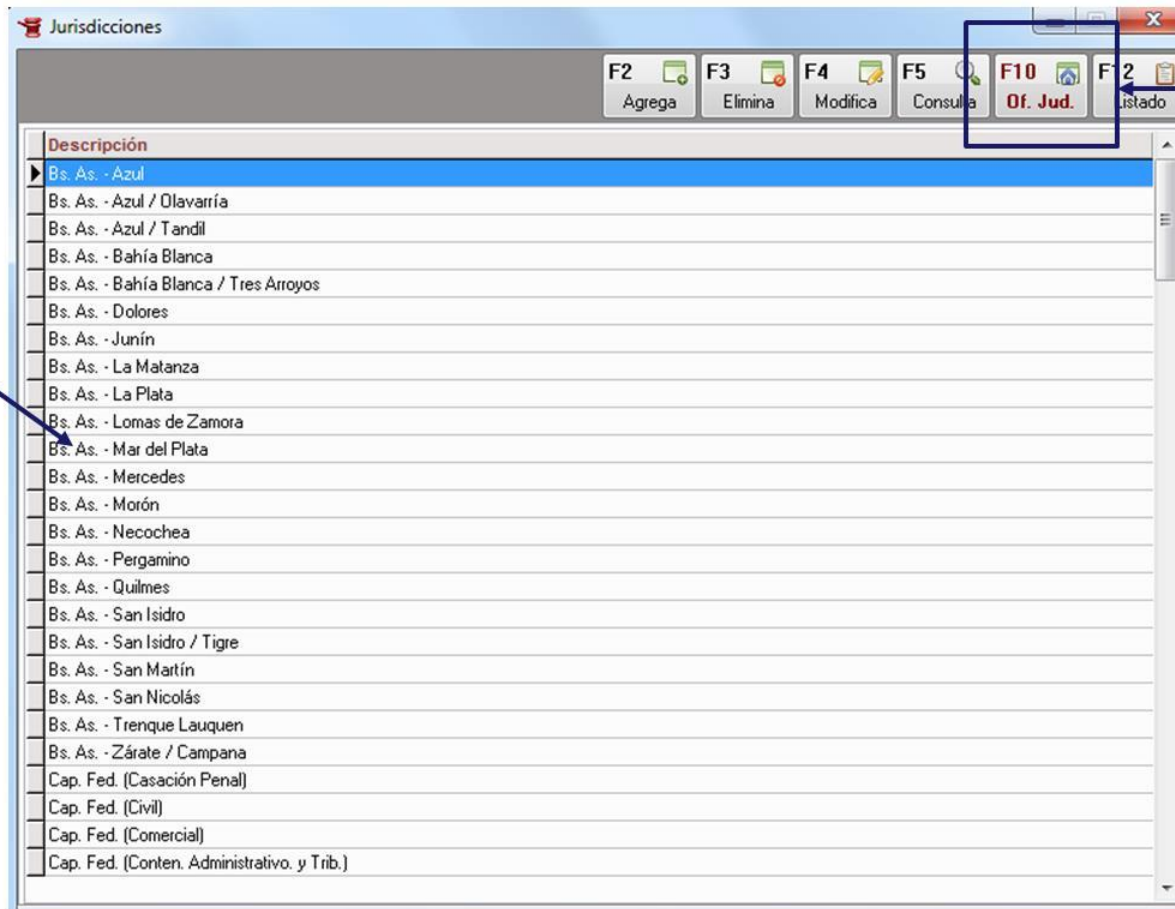 Jurisdicciones
F2 F3 F4 F5 F10 F12
Agrega Elimina Modifica Consulta Of. Jud. Listado
Descripción
Bs. As. - Azul
Bs. As. - Azul / Olavarría
Bs. As. - Azul / Tandil
Bs. As. - Bahía Blanca
Bs. As. - Bahía Blanca / Tres Arroyos
Bs. As. - Dolores
Bs. As. - Junín
Bs. As. - La Matanza
Bs. As. - La Plata
Bs. As. - Lomas de Zamora
Bs. As. - Mar del Plata
Bs. As. - Mercedes
Bs. As. - Morón
Bs. As. - Necochea
Bs. As. - Pergamino
Bs. As. - Quilmes
Bs. As. - San Isidro
Bs. As. - San Isidro / Tigre
Bs. As. - San Martín
Bs. As. - San Nicolás
Bs. As. - Trenque Lauquen
Bs. As. - Zárate / Campana
Cap. Fed. (Casación Penal)
Cap. Fed. (Civil)
Cap. Fed. (Comercial)
Cap. Fed. (Conten. Administrativo. y Trib.)